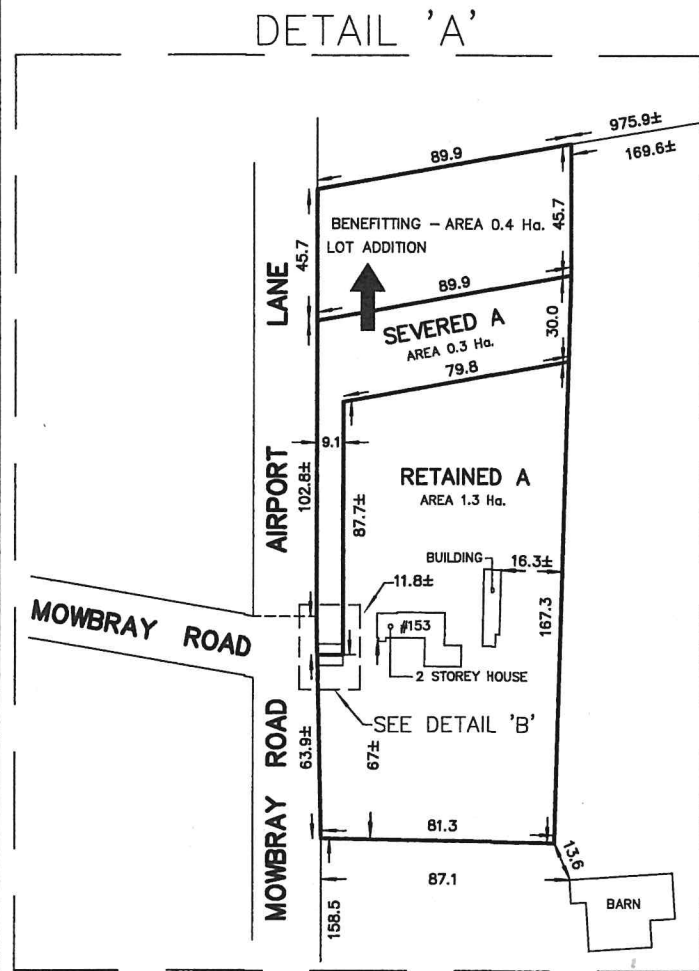 DETAIL 'A'
975.9±
169.6±
89.9
BENEFITTING - AREA 0.4 Ha.
LOT ADDITION
45.7
45.7
89.9
SEVERED A
AREA 0.3 Ha.
30.0
79.8
AIRPORT LANE
9.1
102.8±
87.7±
RETAINED A
AREA 1.3 Ha.
BUILDING
16.3±
11.8±
167.3
MOWBRAY ROAD
#153
2 STOREY HOUSE
SEE DETAIL 'B'
63.9±
67±
MOWBRAY ROAD
81.3
13.6
87.1
158.5
BARN